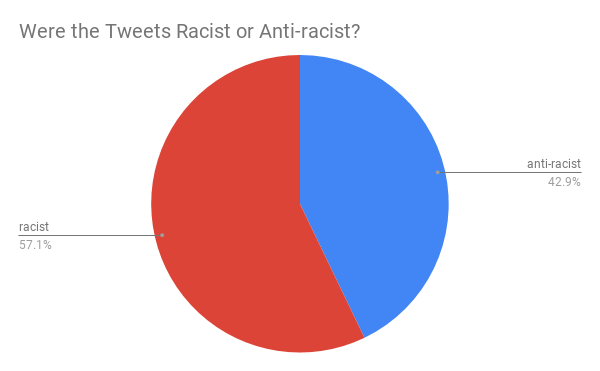 Were the Tweets Racist or Anti-racist?
anti-racist
42.9%
racist
57.1%